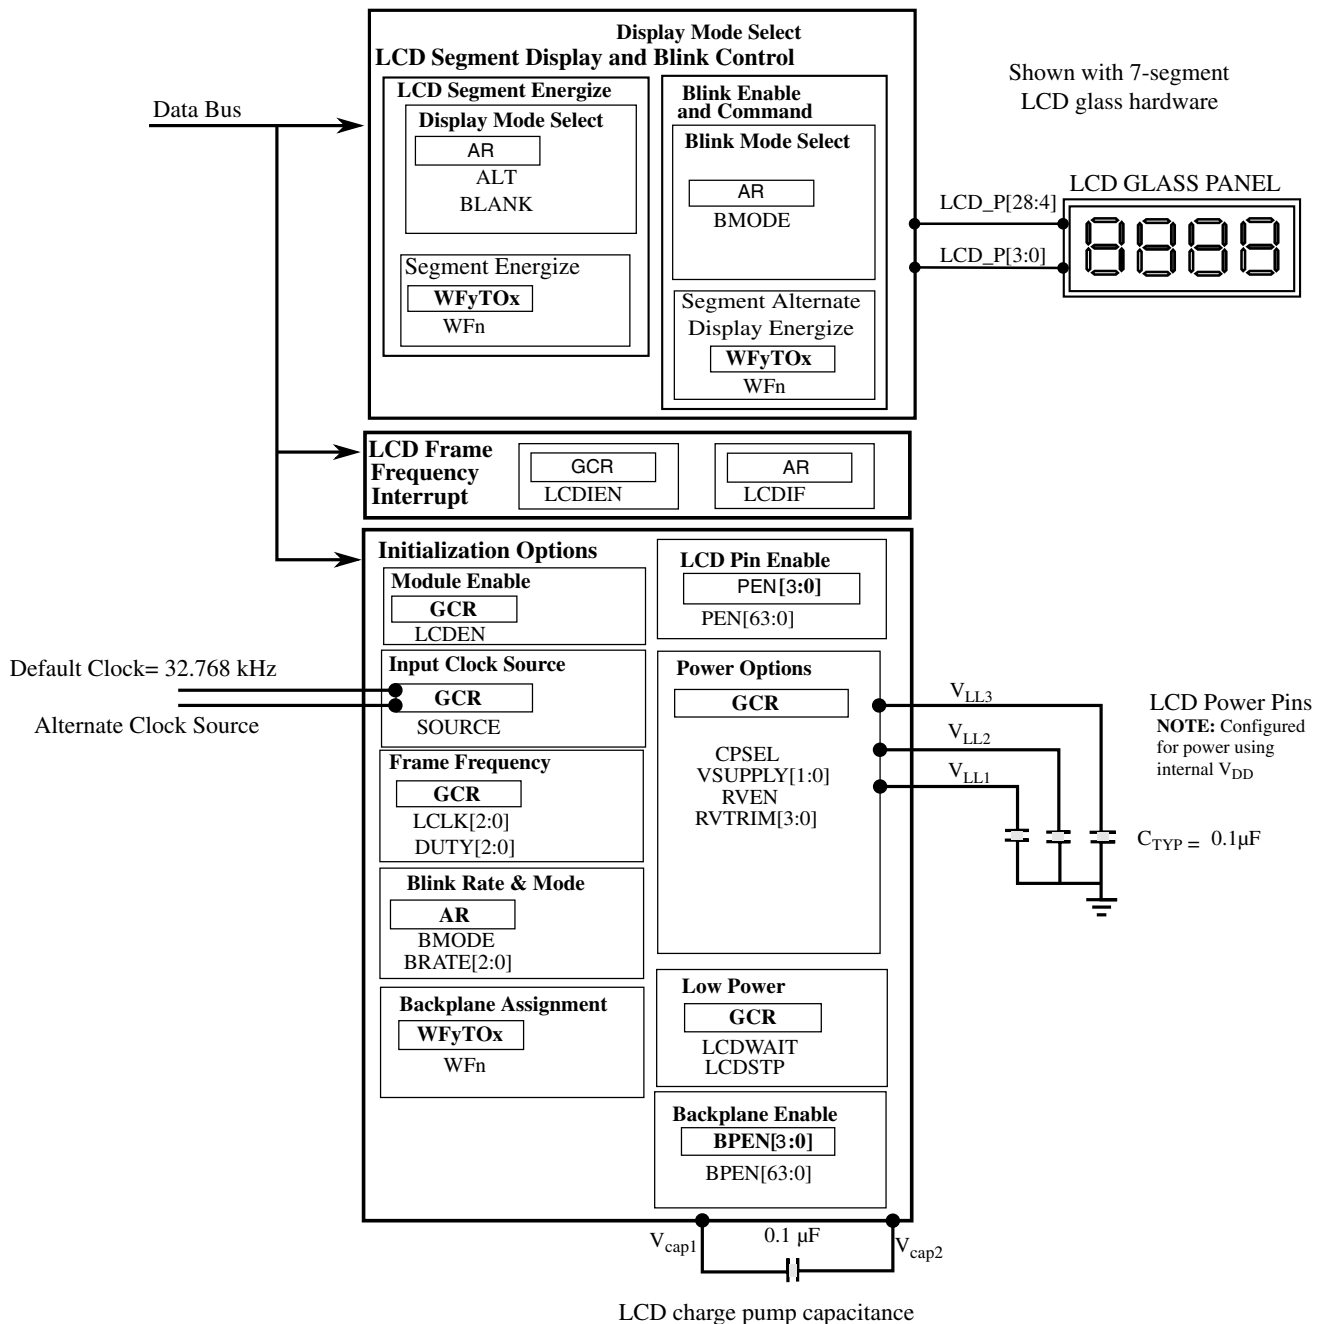 Display Mode Select
LCD Segment Display and Blink Control
LCD Segment Energize
Display Mode Select
AR
ALT
BLANK
Segment Energize
WFyTOx
WFn
Blink Enable
and Command
Blink Mode Select
AR
BMODE
Segment Alternate
Display Energize
WFyTOx
WFn
Data Bus
Shown with 7-segment
LCD glass hardware
LCD GLASS PANEL
LCD_P[28:4]
LCD_P[3:0]
8888
LCD Frame
Frequency
Interrupt
GCR
LCDIEN
AR
LCDIF
Initialization Options
Module Enable
GCR
LCDEN
Default Clock= 32.768 kHz
Alternate Clock Source
Input Clock Source
GCR
SOURCE
Frame Frequency
GCR
LCLK[2:0]
DUTY[2:0]
Blink Rate & Mode
AR
BMODE
BRATE[2:0]
Backplane Assignment
WFyTOx
WFn
LCD Pin Enable
PEN[3:0]
PEN[63:0]
Power Options
GCR
CPSEL
VSUPPLY[1:0]
RVEN
RVTRIM[3:0]
VLL3
VLL2
VLL1
LCD Power Pins
NOTE: Configured
for power using
internal VDD
CTYP = 0.1µF
Low Power
GCR
LCDWAIT
LCDSTP
Backplane Enable
BPEN[3:0]
BPEN[63:0]
Vcap1
0.1 µF
Vcap2
LCD charge pump capacitance